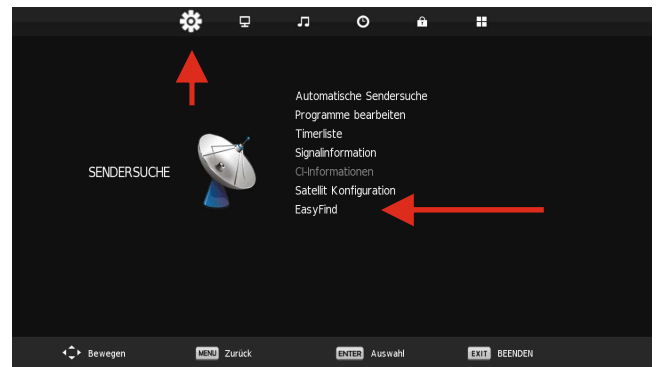 Automatische Sendersuche
Programme bearbeiten
Timerliste
Signalinformation
SENDERSUCHE
CI-Informationen
Satellit Konfiguration
EasyFind
Bewegen MENU Zurück ENTER Auswahl EXIT BEENDEN